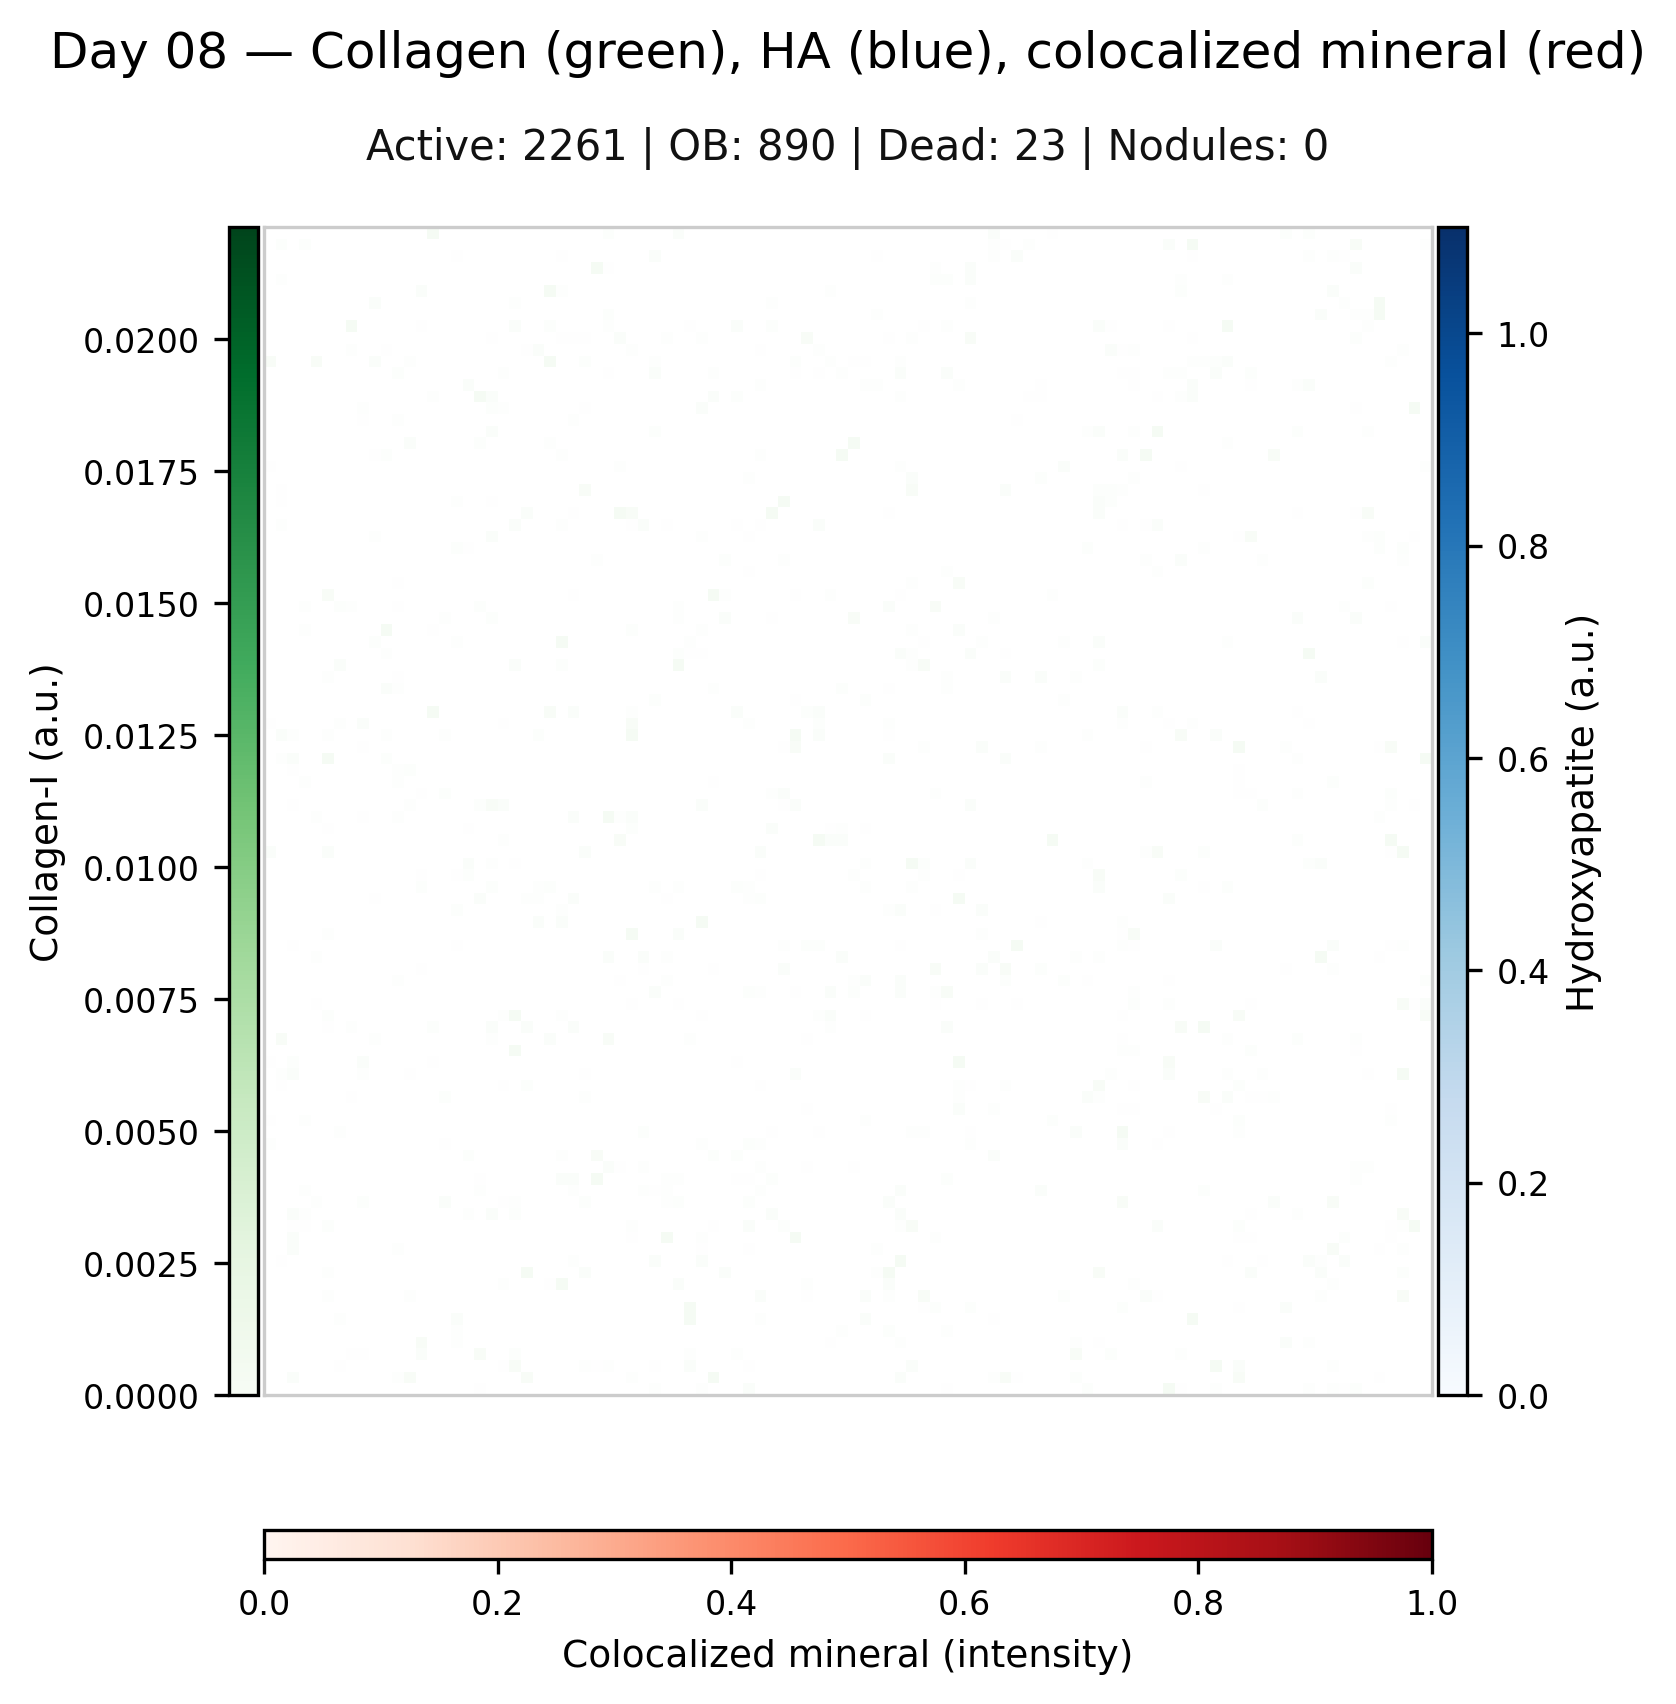 Day 08 — Collagen (green), HA (blue), colocalized mineral (red)
Active: 2261 | OB: 890 | Dead: 23 | Nodules: 0
Collagen-I (a.u.)
0.0200
0.0175
0.0150
0.0125
0.0100
0.0075
0.0050
0.0025
0.0000
1.0
0.8
0.6
0.4
0.2
0.0
Hydroxyapatite (a.u.)
0.0 0.2 0.4 0.6 0.8 1.0
Colocalized mineral (intensity)